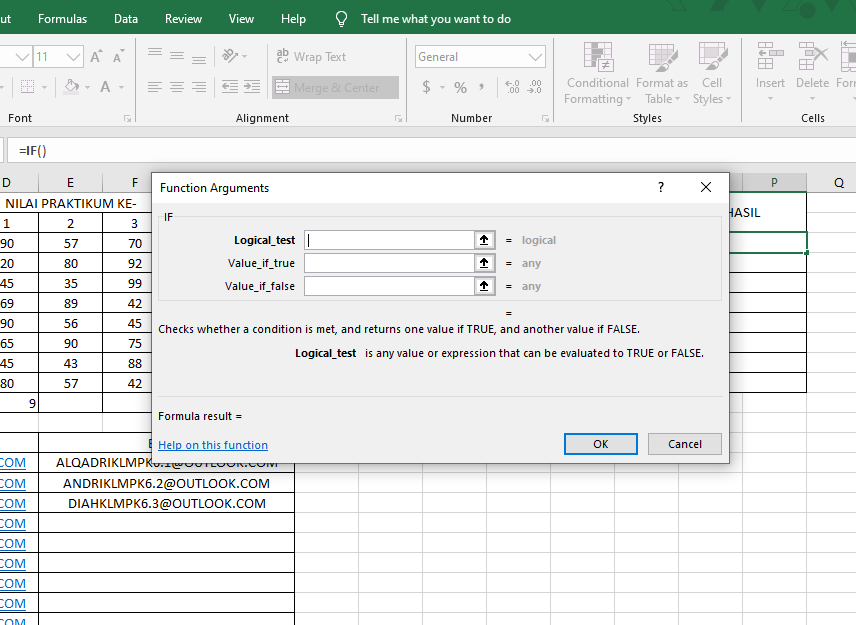 ut Formulas Data Review View Help Tell me what you want to do
11 A A ab Wrap Text General Conditional Format as Cell Insert Delete Form
A Merge & Center $ % , Formatting Table Styles
Font Alignment Number Styles Cells
=IF()
D E F P Q
NILAI PRAKTIKUM KE- HASIL
1 2 3
90 57 70
20 80 92
45 35 99
69 89 42
90 56 45
65 90 75
45 43 88
80 57 42
9
Function Arguments ? X
IF
Logical_test = logical
Value_if_true = any
Value_if_false = any
=
Checks whether a condition is met, and returns one value if TRUE, and another value if FALSE.
Logical_test is any value or expression that can be evaluated to TRUE or FALSE.
Formula result =
Help on this function OK Cancel
COM ALQADRIKLMPK6.1@OUTLOOK.COM
COM ANDRIKLMPK6.2@OUTLOOK.COM
COM DIAHKLMPK6.3@OUTLOOK.COM
COM
COM
COM
COM
COM
COM